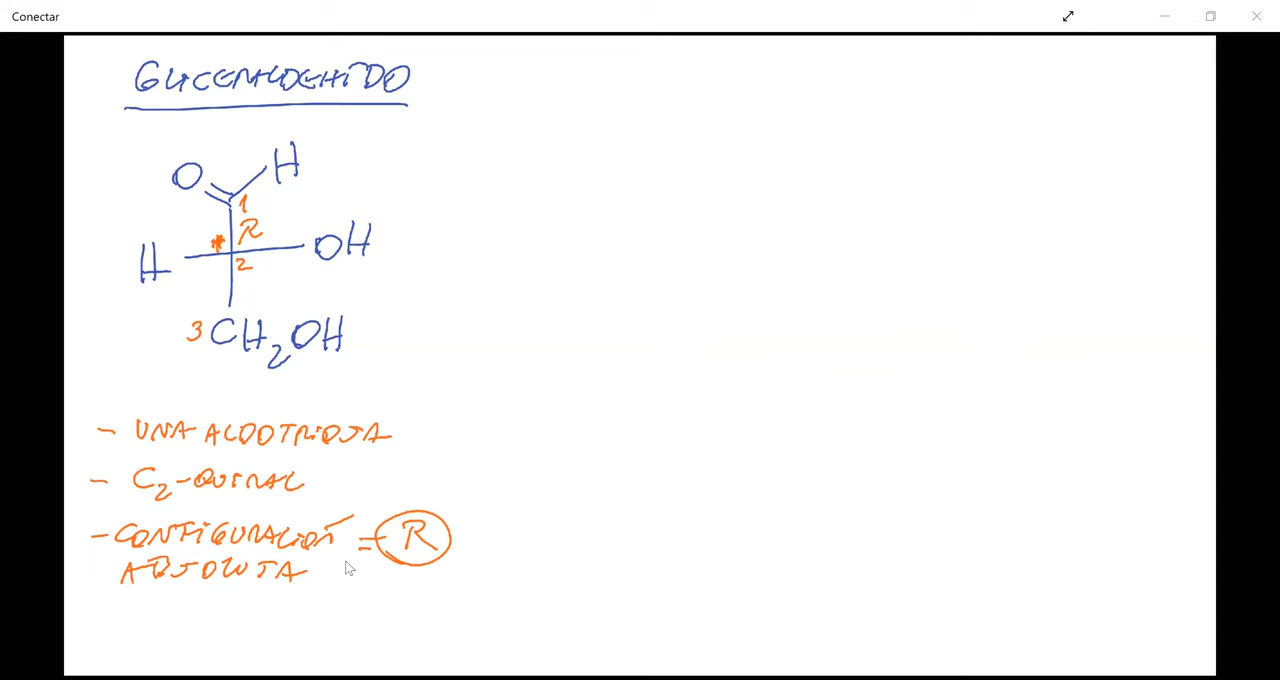 Conectar
GLICERALDEHÍDO
O H
1
R
* H OH
2
3 CH2OH
- UNA ALDOTRIOSA
- C2-QUIRAL
- CONFIGURACIÓN = R
ABSOLUTA